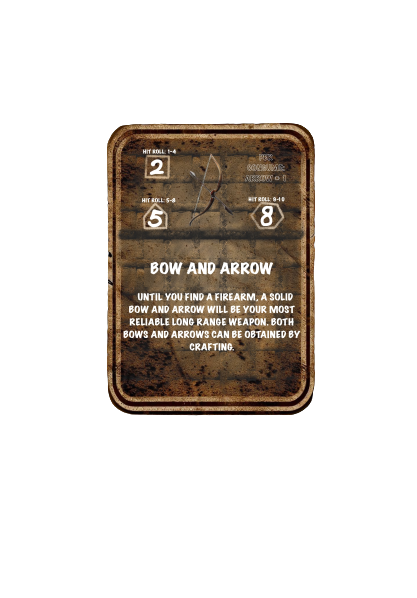 HIT ROLL: 1-4
2
ARROW = 1
HIT ROLL: 5-8
5
HIT ROLL: 9-10
8
BOW AND ARROW
UNTIL YOU FIND A FIREARM, A SOLID
BOW AND ARROW WILL BE YOUR MOST
RELIABLE LONG RANGE WEAPON. BOTH
BOWS AND ARROWS CAN BE OBTAINED BY
CRAFTING.